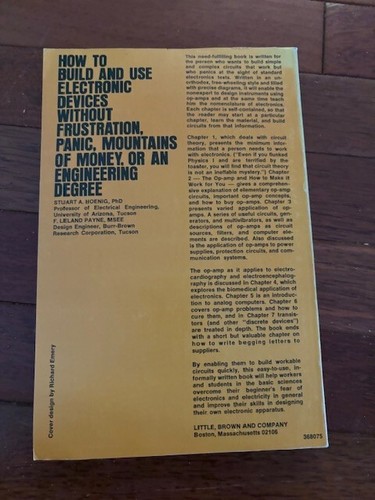 HOW TO
BUILD AND USE
ELECTRONIC
DEVICES
WITHOUT
FRUSTRATION,
PANIC, MOUNTAINS
OF MONEY, OR AN
ENGINEERING
DEGREE
STUART A. HOENIG, PhD
Professor of Electrical Engineering,
University of Arizona, Tucson
F. LELAND PAYNE, MSEE
Design Engineer, Burr-Brown
Research Corporation, Tucson
This need-fulfilling book is written for
the person who wants to build simple
and complex circuits that work but
who panics at the sight of standard
electronics texts. Written in an un-
orthodox, free-wheeling style and filled
with precise diagrams, it will enable the
nonexpert to design instruments using
op-amps and at the same time teach
him the nomenclature of electronics.
Each chapter is self-contained, so that
the reader may start at a particular
chapter, learn the material, and build
circuits from that information.
Chapter 1, which deals with circuit
theory, presents the minimum infor-
mation that a person needs to work
with electronics. ("Even if you flunked
Physics I and are terrified by the
reader, you will find that circuit theory
is not an ineffable mystery.") Chapter
2 — The Op-amp and How to Make It
Work for You — gives a compre-
hensive explanation of elementary op-amp
circuits, important op-amp concepts,
and how to buy op-amps. Chapter 3
presents varied application of op-
amps. A series of useful circuits, gen-
erators, and multivibrators, as well as
descriptions of op-amps as circuit
sources, filters, and computer ele-
ments are described. Also discussed
is the application of op-amps to power
supplies, protection circuits, and com-
munication systems.
The op-amp as it applies to electro-
cardiography and electroencephalog-
raphy is discussed in Chapter 4, which
explores the biomedical application of
electronics. Chapter 5 is an introduc-
tion to analog computers. Chapter 6
covers op-amp problems and how to
cure them, and in Chapter 7 transis-
tors (and other "discrete devices")
are treated in depth. The book ends
with a short but valuable chapter on
how to write begging letters to
suppliers.
By enabling them to build workable
circuits quickly, this easy-to-use, in-
formally written book will help workers
and students in the basic sciences
overcome the beginner's fear of
electronics and electricity in general
and improve their skills in designing
their own electronic apparatus.
LITTLE, BROWN AND COMPANY
Boston, Massachusetts 02106
368075
Cover design by Richard Emery